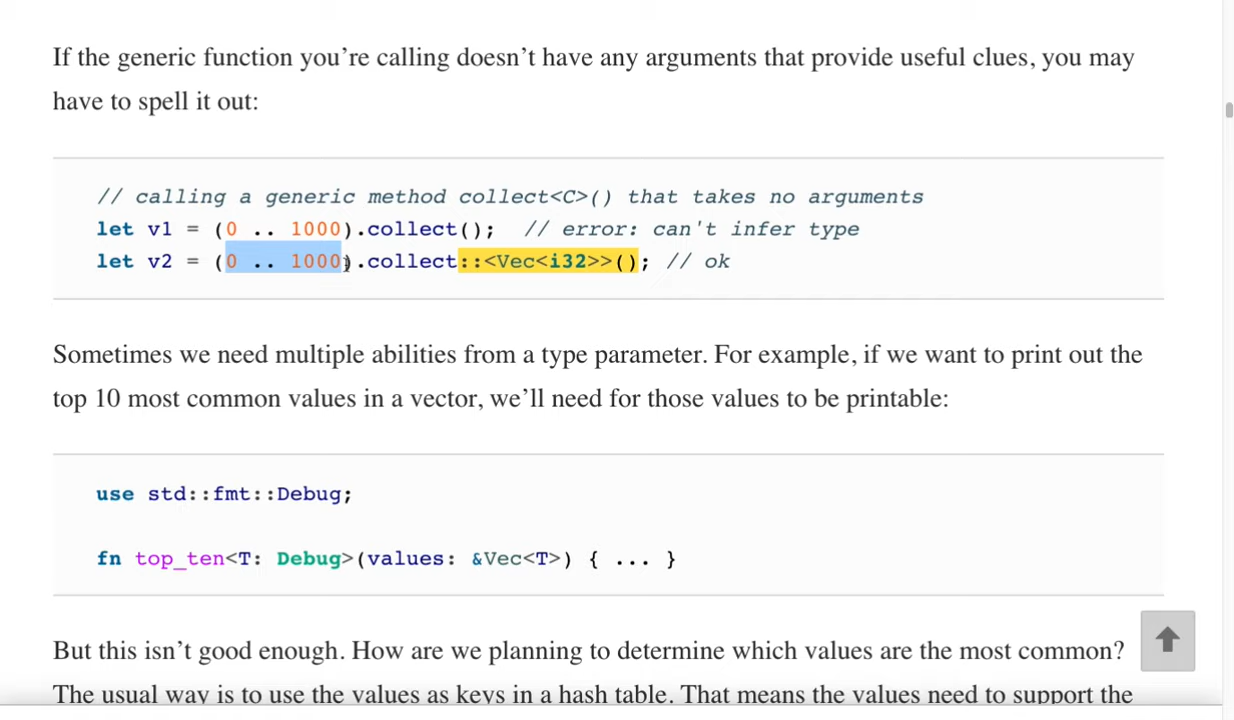 If the generic function you’re calling doesn’t have any arguments that provide useful clues, you may
have to spell it out:
// calling a generic method collect<C>() that takes no arguments
let v1 = (0 .. 1000).collect();  // error: can't infer type
let v2 = (0 .. 1000).collect::<Vec<i32>>(); // ok
Sometimes we need multiple abilities from a type parameter. For example, if we want to print out the
top 10 most common values in a vector, we’ll need for those values to be printable:
use std::fmt::Debug;
fn top_ten<T: Debug>(values: &Vec<T>) { ... }
But this isn’t good enough. How are we planning to determine which values are the most common?
The usual way is to use the values as keys in a hash table. That means the values need to support the